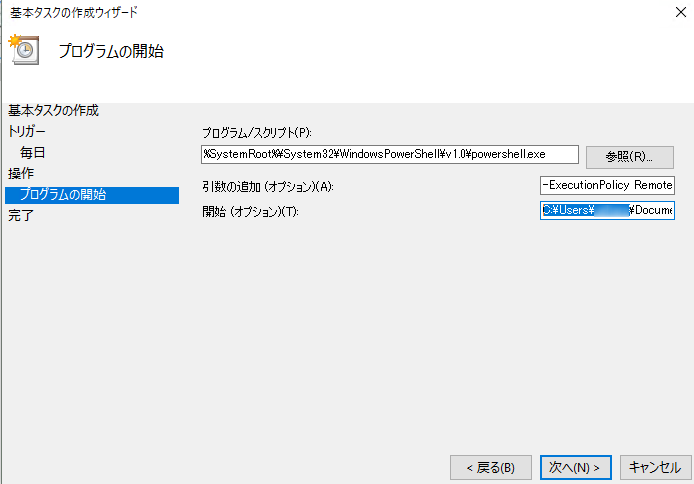 基本タスクの作成ウィザード
プログラムの開始
基本タスクの作成
トリガー
毎日
操作
プログラムの開始
完了
プログラム/スクリプト(P):
%SystemRoot%¥System32¥WindowsPowerShell¥v1.0¥powershell.exe
参照(R)...
引数の追加 (オプション)(A):
-ExecutionPolicy Remote
開始 (オプション)(T):
C:¥Users¥ ¥Docume
< 戻る(B)
次へ(N) >
キャンセル